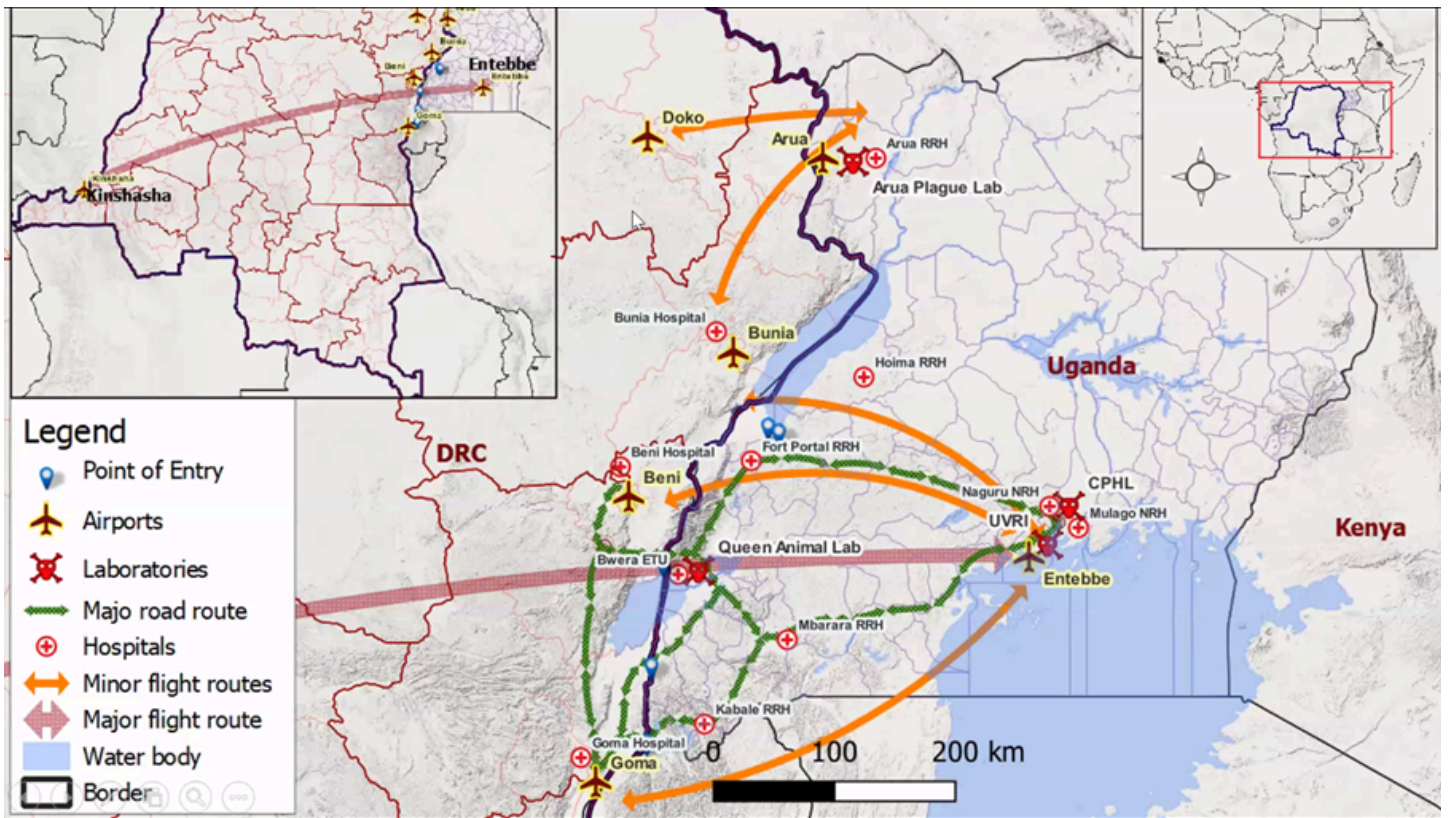 Bunia
Beni
Entebbe
Entebbe
Goma
Kinshasa
Kinshasha
Doko
Arua
Arua RRH
Arua Plague Lab
Bunia Hospital
Bunia
Hoima RRH
Uganda
DRC
Beni Hospital
Fort Portal RRH
Beni
Naguru NRH
CPHL
Mulago NRH
UVRI
Kenya
Bwera ETU
Queen Animal Lab
Entebbe
Mbarara RRH
Kabale RRH
Goma Hospital
Goma
0 100 200 km
Legend
Point of Entry
Airports
Laboratories
Majo road route
Hospitals
Minor flight routes
Major flight route
Water body
Border